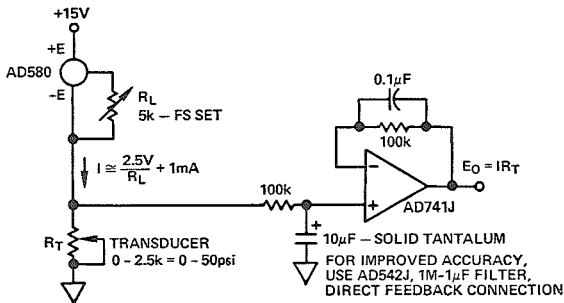 +15V
+E
AD580
–E
R_L
5k – FS SET
I ≅ 2.5V/R_L + 1mA
0.1μF
100k
–
+
E_O = IR_T
AD741J
100k
+
10μF – SOLID TANTALUM
R_T
TRANSDUCER
0 – 2.5k = 0 – 50psi
FOR IMPROVED ACCURACY,
USE AD542J, 1M-1μF FILTER,
DIRECT FEEDBACK CONNECTION